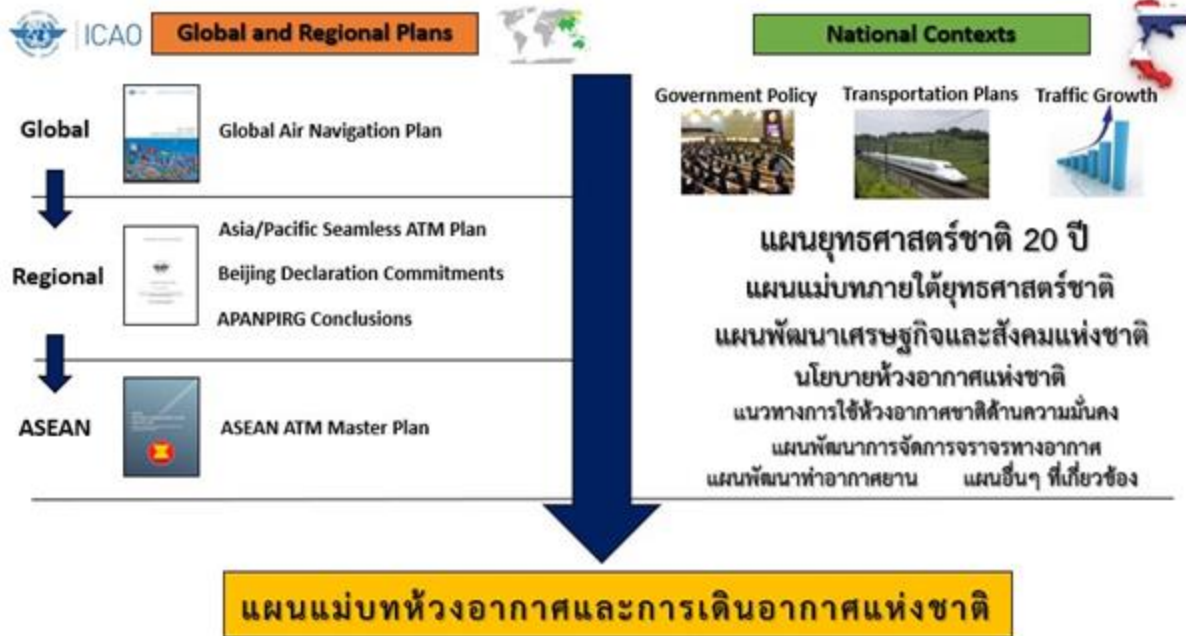 ICAO
Global and Regional Plans
Global
Global Air Navigation Plan
Regional
Asia/Pacific Seamless ATM Plan
Beijing Declaration Commitments
APANPIRG Conclusions
ASEAN
ASEAN ATM Master Plan
National Contexts
Government Policy Transportation Plans Traffic Growth
แผนยุทธศาสตร์ชาติ 20 ปี
แผนแม่บทภายใต้ยุทธศาสตร์ชาติ
แผนพัฒนาเศรษฐกิจและสังคมแห่งชาติ
นโยบายห้วงอากาศแห่งชาติ
แนวทางการใช้ห้วงอากาศชาติด้านความมั่นคง
แผนพัฒนาการจัดการจราจรทางอากาศ
แผนพัฒนาท่าอากาศยาน แผนอื่นๆ ที่เกี่ยวข้อง
แผนแม่บทห้วงอากาศและการเดินอากาศแห่งชาติ